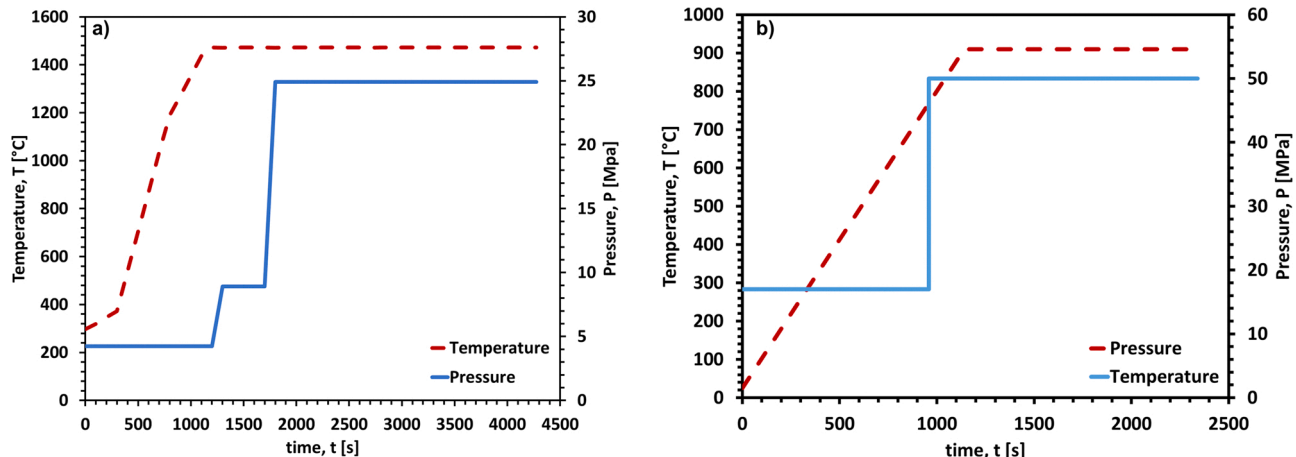 a)
1600
1400
1200
1000
800
600
400
200
0
Temperature, T [°C]
30
25
20
15
10
5
0
Pressure, P [Mpa]
Temperature
Pressure
0 500 1000 1500 2000 2500 3000 3500 4000 4500
time, t [s]
b)
1000
900
800
700
600
500
400
300
200
100
0
Temperature, T [°C]
60
50
40
30
20
10
0
Pressure, P [MPa]
Pressure
Temperature
0 500 1000 1500 2000 2500
time, t [s]